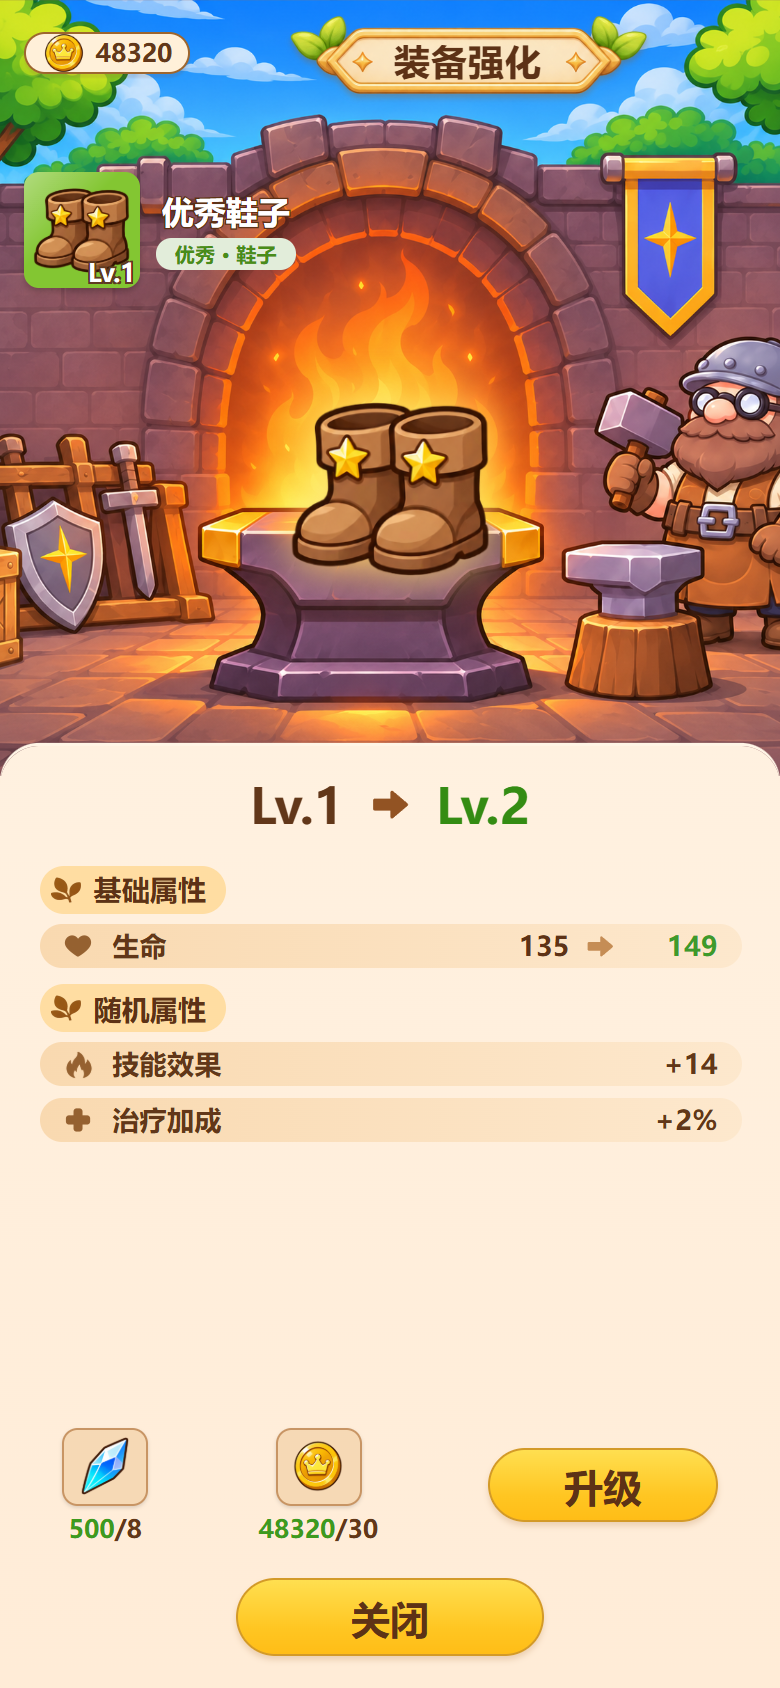 48320
装备强化
优秀鞋子
优秀·鞋子
Lv.1
Lv.1 Lv.2
基础属性
生命 135 149
随机属性
技能效果 +14
治疗加成 +2%
500/8 48320/30
升级
关闭